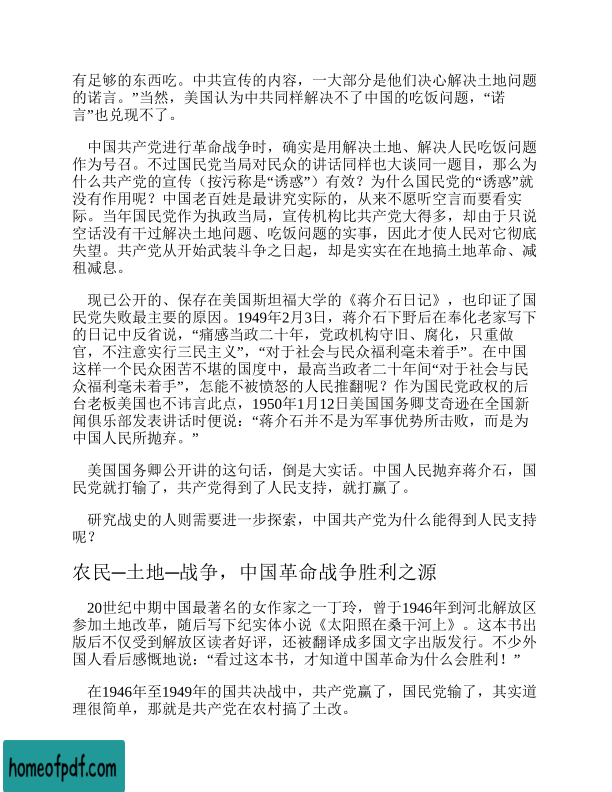 有足够的东西吃。中共宣传的内容，一大部分是他们决心解决土地问题
的诺言。”当然，美国认为中共同样解决不了中国的吃饭问题，“诺
言”也兑现不了。
中国共产党进行革命战争时，确实是用解决土地、解决人民吃饭问题
作为号召。不过国民党当局对民众的讲话同样也大谈同一题目，那么为
什么共产党的宣传（按污称是“诱惑”）有效？为什么国民党的“诱惑”就
没有作用呢？中国老百姓是最讲究实际的，从来不愿听空言而要看实
际。当年国民党作为执政当局，宣传机构比共产党大得多，却由于只说
空话没有干过解决土地问题、吃饭问题的实事，因此才使人民对它彻底
失望。共产党从开始武装斗争之日起，却是实实在在地搞土地革命、减
租减息。
现已公开的、保存在美国斯坦福大学的《蒋介石日记》，也印证了国
民党失败最主要的原因。1949年2月3日，蒋介石下野后在奉化老家写下
的日记中反省说，“痛感当政二十年，党政机构守旧、腐化，只重做
官，不注意实行三民主义”，“对于社会与民众福利毫未着手”。在中国
这样一个民众困苦不堪的国度中，最高当政者二十年间“对于社会与民
众福利毫未着手”，怎能不被愤怒的人民推翻呢？作为国民党政权的后
台老板美国也不讳言此点，1950年1月12日美国国务卿艾奇逊在全国新
闻俱乐部发表讲话时便说：“蒋介石并不是为军事优势所击败，而是为
中国人民所抛弃。”
美国国务卿公开讲的这句话，倒是大实话。中国人民抛弃蒋介石，国
民党就打输了，共产党得到了人民支持，就打赢了。
研究战史的人则需要进一步探索，中国共产党为什么能得到人民支持
呢？
农民─土地─战争，中国革命战争胜利之源
20世纪中期中国最著名的女作家之一丁玲，曾于1946年到河北解放区
参加土地改革，随后写下纪实体小说《太阳照在桑干河上》。这本书出
版后不仅受到解放区读者好评，还被翻译成多国文字出版发行。不少外
国人看后感慨地说：“看过这本书，才知道中国革命为什么会胜利！”
在1946年至1949年的国共决战中，共产党赢了，国民党输了，其实道
理很简单，那就是共产党在农村搞了土改。
homeofpdf.com